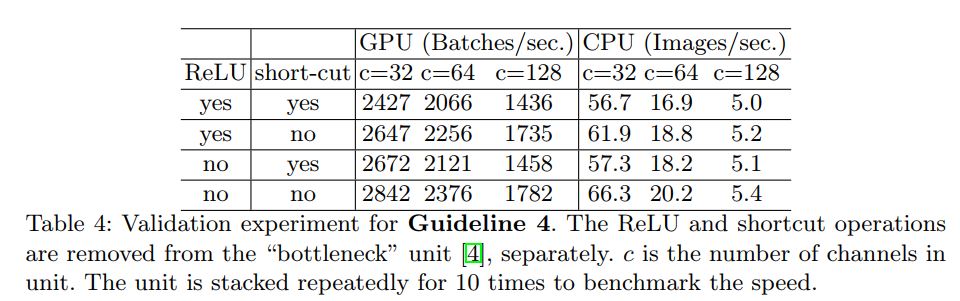 GPU (Batches/sec.) CPU (Images/sec.)
ReLU short-cut c=32 c=64 c=128 c=32 c=64 c=128
yes yes 2427 2066 1436 56.7 16.9 5.0
yes no 2647 2256 1735 61.9 18.8 5.2
no yes 2672 2121 1458 57.3 18.2 5.1
no no 2842 2376 1782 66.3 20.2 5.4
Table 4: Validation experiment for Guideline 4. The ReLU and shortcut operations
are removed from the “bottleneck” unit [4], separately. c is the number of channels in
unit. The unit is stacked repeatedly for 10 times to benchmark the speed.